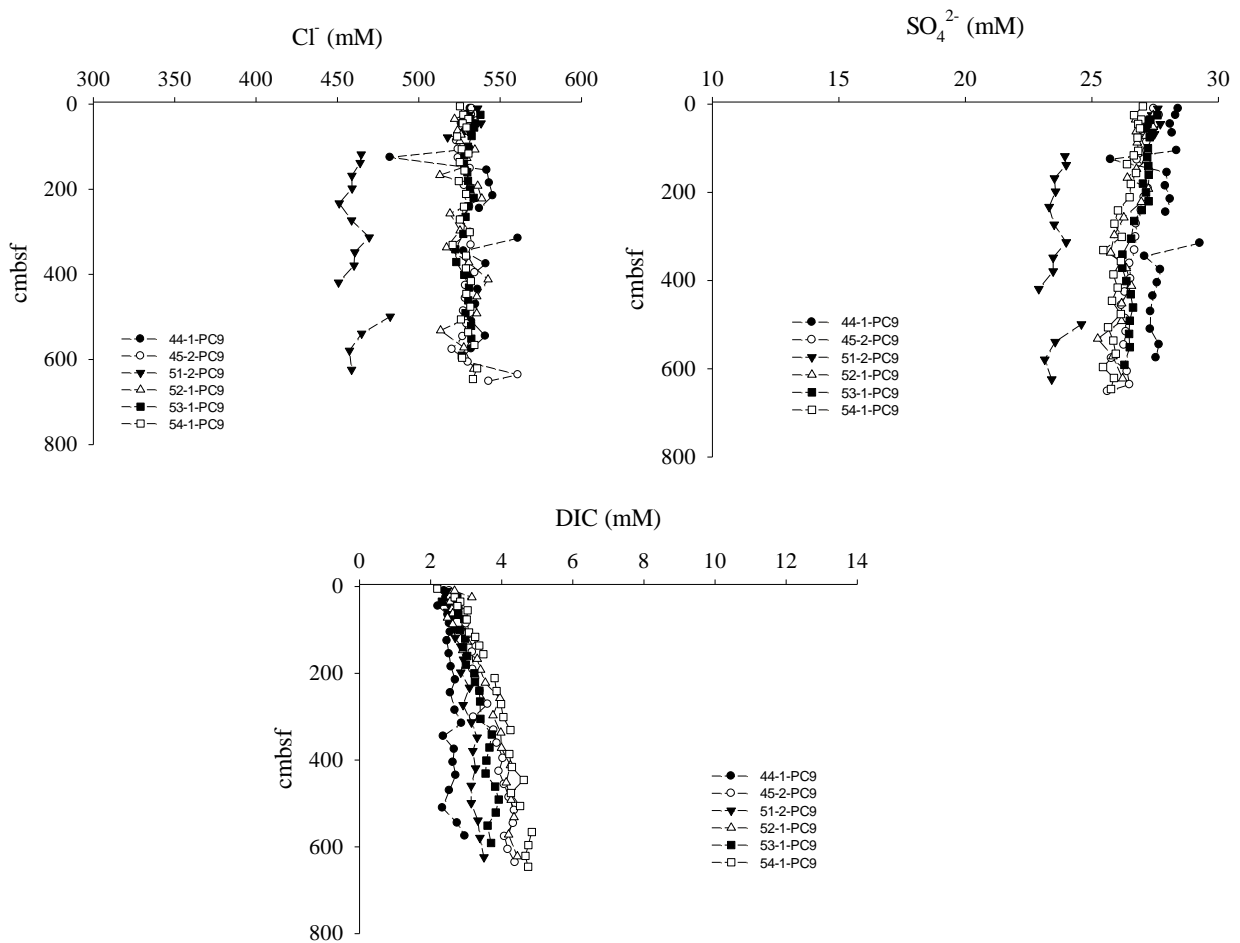 Cl- (mM)
300 350 400 450 500 550 600
0
200
400
600
800
cmbsf
44-1-PC9
45-2-PC9
51-2-PC9
52-1-PC9
53-1-PC9
54-1-PC9
SO4 2- (mM)
10 15 20 25 30
0
200
400
600
800
cmbsf
44-1-PC9
45-2-PC9
51-2-PC9
52-1-PC9
53-1-PC9
54-1-PC9
DIC (mM)
0 2 4 6 8 10 12 14
0
200
400
600
800
cmbsf
44-1-PC9
45-2-PC9
51-2-PC9
52-1-PC9
53-1-PC9
54-1-PC9